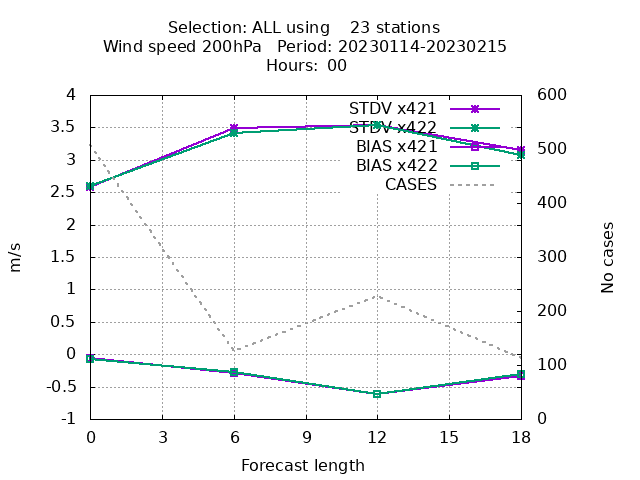 Selection: ALL using    23 stations
Wind speed 200hPa   Period: 20230114-20230215
Hours: 00
4
3.5
3
2.5
2
1.5
1
0.5
0
-0.5
-1
m/s
STDV x421
STDV x422
BIAS x421
BIAS x422
CASES
600
500
400
300
200
100
0
No cases
0 3 6 9 12 15 18
Forecast length